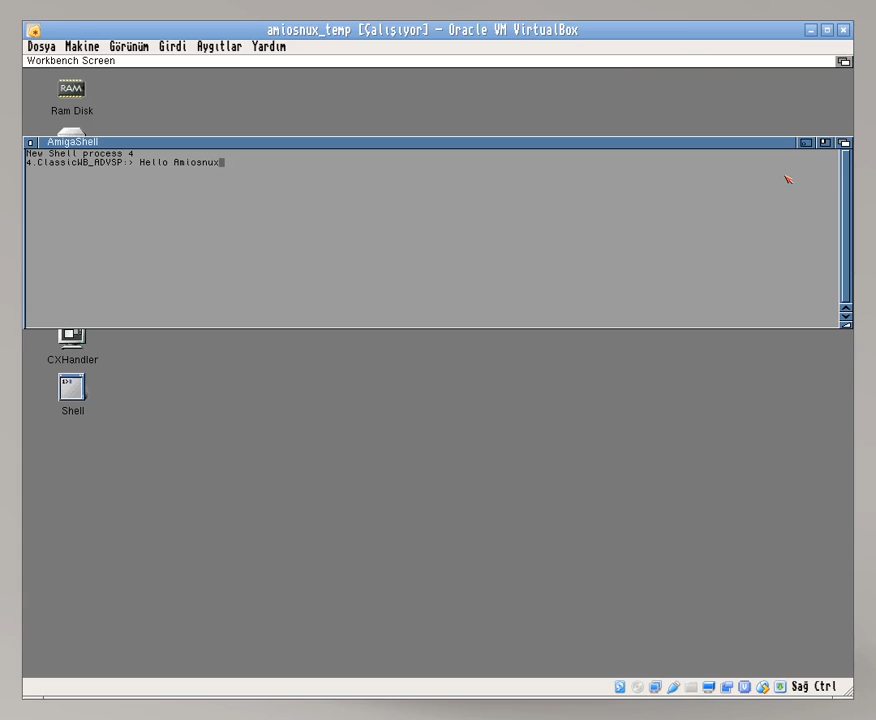 amiosnux_temp [Çalışıyor] – Oracle VM VirtualBox
Dosya Makine Görünüm Girdi Aygıtlar Yardım
Workbench Screen
RAM
Ram Disk
AmigaShell
New Shell process 4
4.ClassicWB_ADVSP:> Hello Amiosnux
CXHandler
Shell
Sağ Ctrl